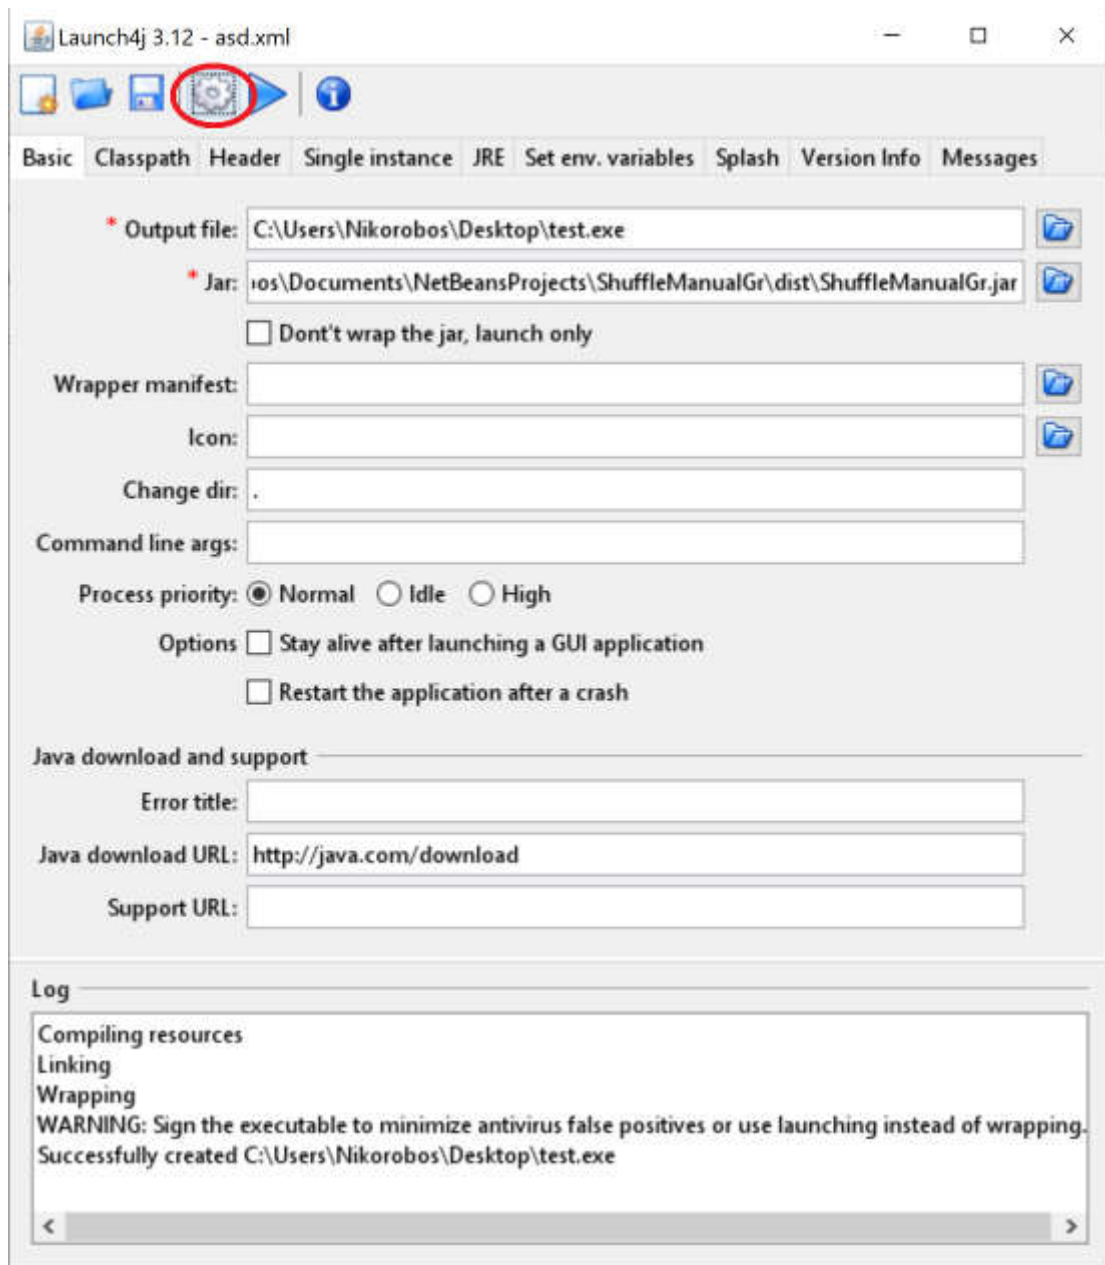 Launch4j 3.12 - asd.xml
Basic Classpath Header Single instance JRE Set env. variables Splash Version Info Messages
* Output file: C:\Users\Nikorobos\Desktop\test.exe
* Jar: ıos\Documents\NetBeansProjects\ShuffleManualGr\dist\ShuffleManualGr.jar
Dont't wrap the jar, launch only
Wrapper manifest:
Icon:
Change dir: .
Command line args:
Process priority: Normal Idle High
Options Stay alive after launching a GUI application
Restart the application after a crash
Java download and support
Error title:
Java download URL: http://java.com/download
Support URL:
Log
Compiling resources
Linking
Wrapping
WARNING: Sign the executable to minimize antivirus false positives or use launching instead of wrapping.
Successfully created C:\Users\Nikorobos\Desktop\test.exe